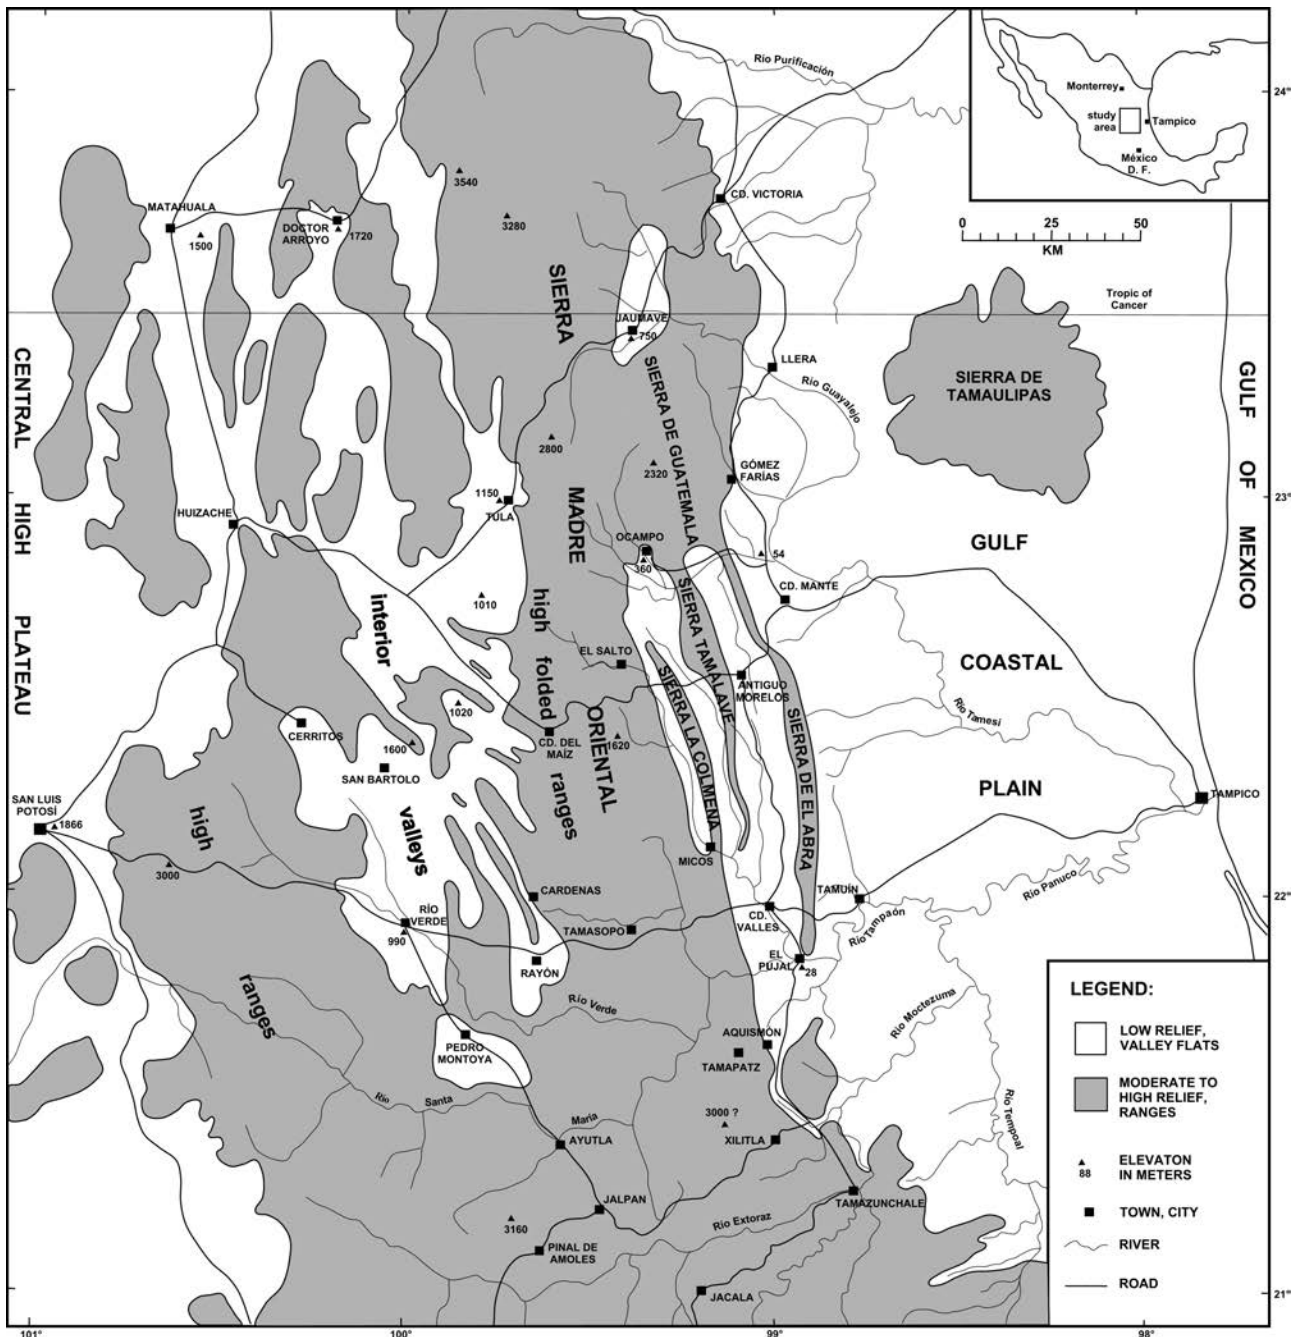 Río Purificación
24°
Monterrey
study
area
Tampico
México
D. F.
3540
MATAHUALA
CD. VICTORIA
3280
DOCTOR
ARROYO
1720
1500
0 25 50
KM
SIERRA
Tropic of
Cancer
JAUMAVE
750
CENTRAL
HIGH
PLATEAU
LLERA
Río Guayalejo
SIERRA DE
TAMAULIPAS
GULF
OF
MEXICO
SIERRA DE GUATEMALA
2800
2320
GÓMEZ
FARÍAS
1150
TULA
MADRE
HUIZACHE
23°
OCAMPO
360
54
GULF
1010
CD. MANTE
interior
high
folded
ranges
SIERRA TAMALAVE
EL SALTO
COASTAL
SIERRA LA COLMENA
ANTIGUO
MORELOS
ORIENTAL
SIERRA DE EL ABRA
1020
Río Tamesí
CERRITOS
1600
CD. DEL
MAÍZ
1620
SAN BARTOLO
PLAIN
TAMPICO
SAN LUIS
POTOSÍ
1866
high
valleys
MICOS
3000
CARDENAS
TAMUÍN
Río Panuco
22°
RÍO
VERDE
TAMASOPO
CD.
VALLES
Río Tampaón
990
RAYÓN
EL
PUJAL
28
ranges
Río Verde
LEGEND:
Río Moctezuma
AQUISMÓN
LOW RELIEF,
VALLEY FLATS
PEDRO
MONTOYA
TAMAPATZ
MODERATE TO
HIGH RELIEF,
RANGES
Río Santa María
3000 ?
Río Tempoal
AYUTLA
XILITLA
88
ELEVATON
IN METERS
JALPAN
TAMAZUNCHALE
TOWN, CITY
3160
Río Extoraz
PINAL DE
AMOLES
RIVER
JACALA
ROAD
21°
101° 100° 99° 98°